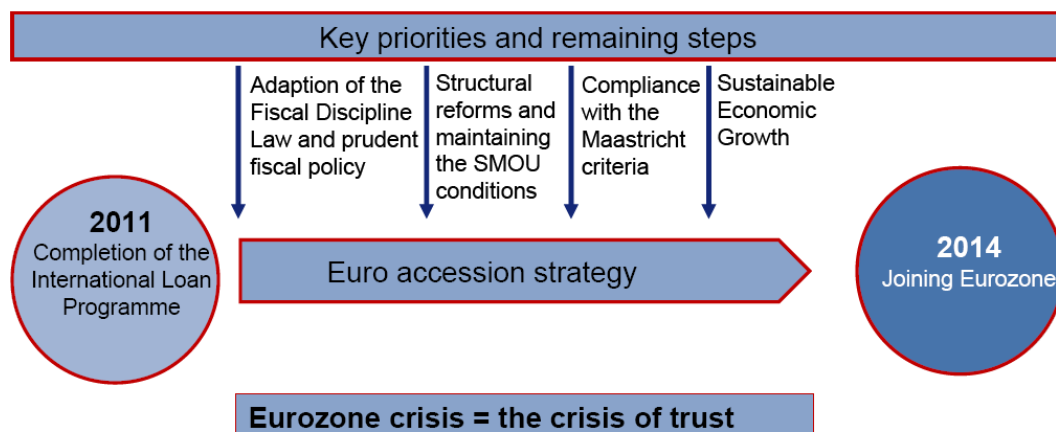 Key priorities and remaining steps
Adaption of the
Fiscal Discipline
Law and prudent
fiscal policy
Structural
reforms and
maintaining
the SMOU
conditions
Compliance
with the
Maastricht
criteria
Sustainable
Economic
Growth
2011
Completion of the
International Loan
Programme
Euro accession strategy
2014
Joining Eurozone
Eurozone crisis = the crisis of trust